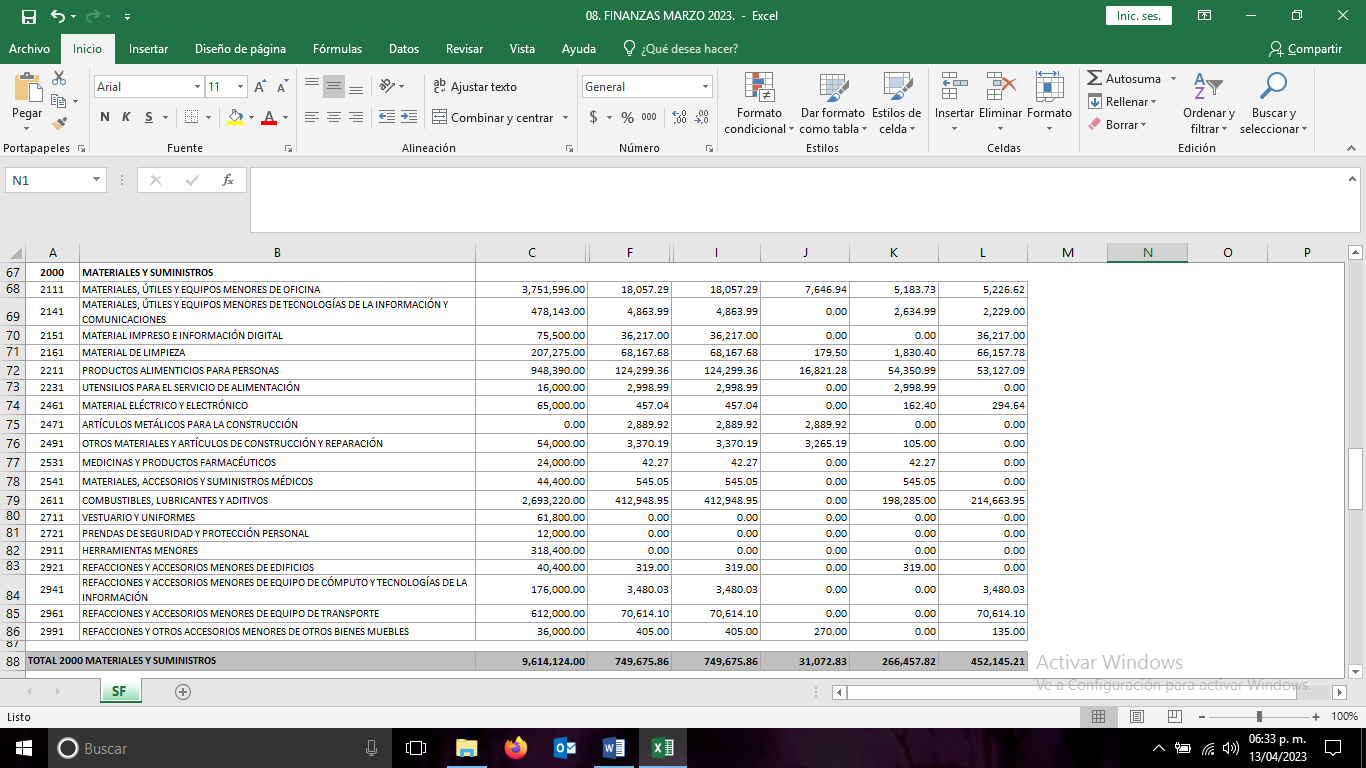 08. FINANZAS MARZO 2023. - Excel
Inic. ses.
Archivo Inicio Insertar Diseño de página Fórmulas Datos Revisar Vista Ayuda ¿Qué desea hacer? Compartir
Pegar
Arial 11
N K S
Ajustar texto
Combinar y centrar
General
$ % 000
Formato condicional
Dar formato como tabla
Estilos de celda
Insertar Eliminar Formato
Autosuma
Rellenar
Borrar
Ordenar y filtrar
Buscar y seleccionar
Portapapeles Fuente Alineación Número Estilos Celdas Edición
N1 fx
A B C F I J K L M N O P
67 2000 MATERIALES Y SUMINISTROS
68 2111 MATERIALES, ÚTILES Y EQUIPOS MENORES DE OFICINA 3,751,596.00 18,057.29 18,057.29 7,646.94 5,183.73 5,226.62
69 2141 MATERIALES, ÚTILES Y EQUIPOS MENORES DE TECNOLOGÍAS DE LA INFORMACIÓN Y
COMUNICACIONES 478,143.00 4,863.99 4,863.99 0.00 2,634.99 2,229.00
70 2151 MATERIAL IMPRESO E INFORMACIÓN DIGITAL 75,500.00 36,217.00 36,217.00 0.00 0.00 36,217.00
71 2161 MATERIAL DE LIMPIEZA 207,275.00 68,167.68 68,167.68 179.50 1,830.40 66,157.78
72 2211 PRODUCTOS ALIMENTICIOS PARA PERSONAS 948,390.00 124,299.36 124,299.36 16,821.28 54,350.99 53,127.09
73 2231 UTENSILIOS PARA EL SERVICIO DE ALIMENTACIÓN 16,000.00 2,998.99 2,998.99 0.00 2,998.99 0.00
74 2461 MATERIAL ELÉCTRICO Y ELECTRÓNICO 65,000.00 457.04 457.04 0.00 162.40 294.64
75 2471 ARTÍCULOS METÁLICOS PARA LA CONSTRUCCIÓN 0.00 2,889.92 2,889.92 2,889.92 0.00 0.00
76 2491 OTROS MATERIALES Y ARTÍCULOS DE CONSTRUCCIÓN Y REPARACIÓN 54,000.00 3,370.19 3,370.19 3,265.19 105.00 0.00
77 2531 MEDICINAS Y PRODUCTOS FARMACÉUTICOS 24,000.00 42.27 42.27 0.00 42.27 0.00
78 2541 MATERIALES, ACCESORIOS Y SUMINISTROS MÉDICOS 44,400.00 545.05 545.05 0.00 545.05 0.00
79 2611 COMBUSTIBLES, LUBRICANTES Y ADITIVOS 2,693,220.00 412,948.95 412,948.95 0.00 198,285.00 214,663.95
80 2711 VESTUARIO Y UNIFORMES 61,800.00 0.00 0.00 0.00 0.00 0.00
81 2721 PRENDAS DE SEGURIDAD Y PROTECCIÓN PERSONAL 12,000.00 0.00 0.00 0.00 0.00 0.00
82 2911 HERRAMIENTAS MENORES 318,400.00 0.00 0.00 0.00 0.00 0.00
83 2921 REFACCIONES Y ACCESORIOS MENORES DE EDIFICIOS 40,400.00 319.00 319.00 0.00 319.00 0.00
84 2941 REFACCIONES Y ACCESORIOS MENORES DE EQUIPO DE CÓMPUTO Y TECNOLOGÍAS DE LA
INFORMACIÓN 176,000.00 3,480.03 3,480.03 0.00 0.00 3,480.03
85 2961 REFACCIONES Y ACCESORIOS MENORES DE EQUIPO DE TRANSPORTE 612,000.00 70,614.10 70,614.10 0.00 0.00 70,614.10
86 2991 REFACCIONES Y OTROS ACCESORIOS MENORES DE OTROS BIENES MUEBLES 36,000.00 405.00 405.00 270.00 0.00 135.00
87
88 TOTAL 2000 MATERIALES Y SUMINISTROS 9,614,124.00 749,675.86 749,675.86 31,072.83 266,457.82 452,145.21
Activar Windows
Ve a Configuración para activar Windows.
SF
Listo 100%
Buscar
06:33 p. m.
13/04/2023